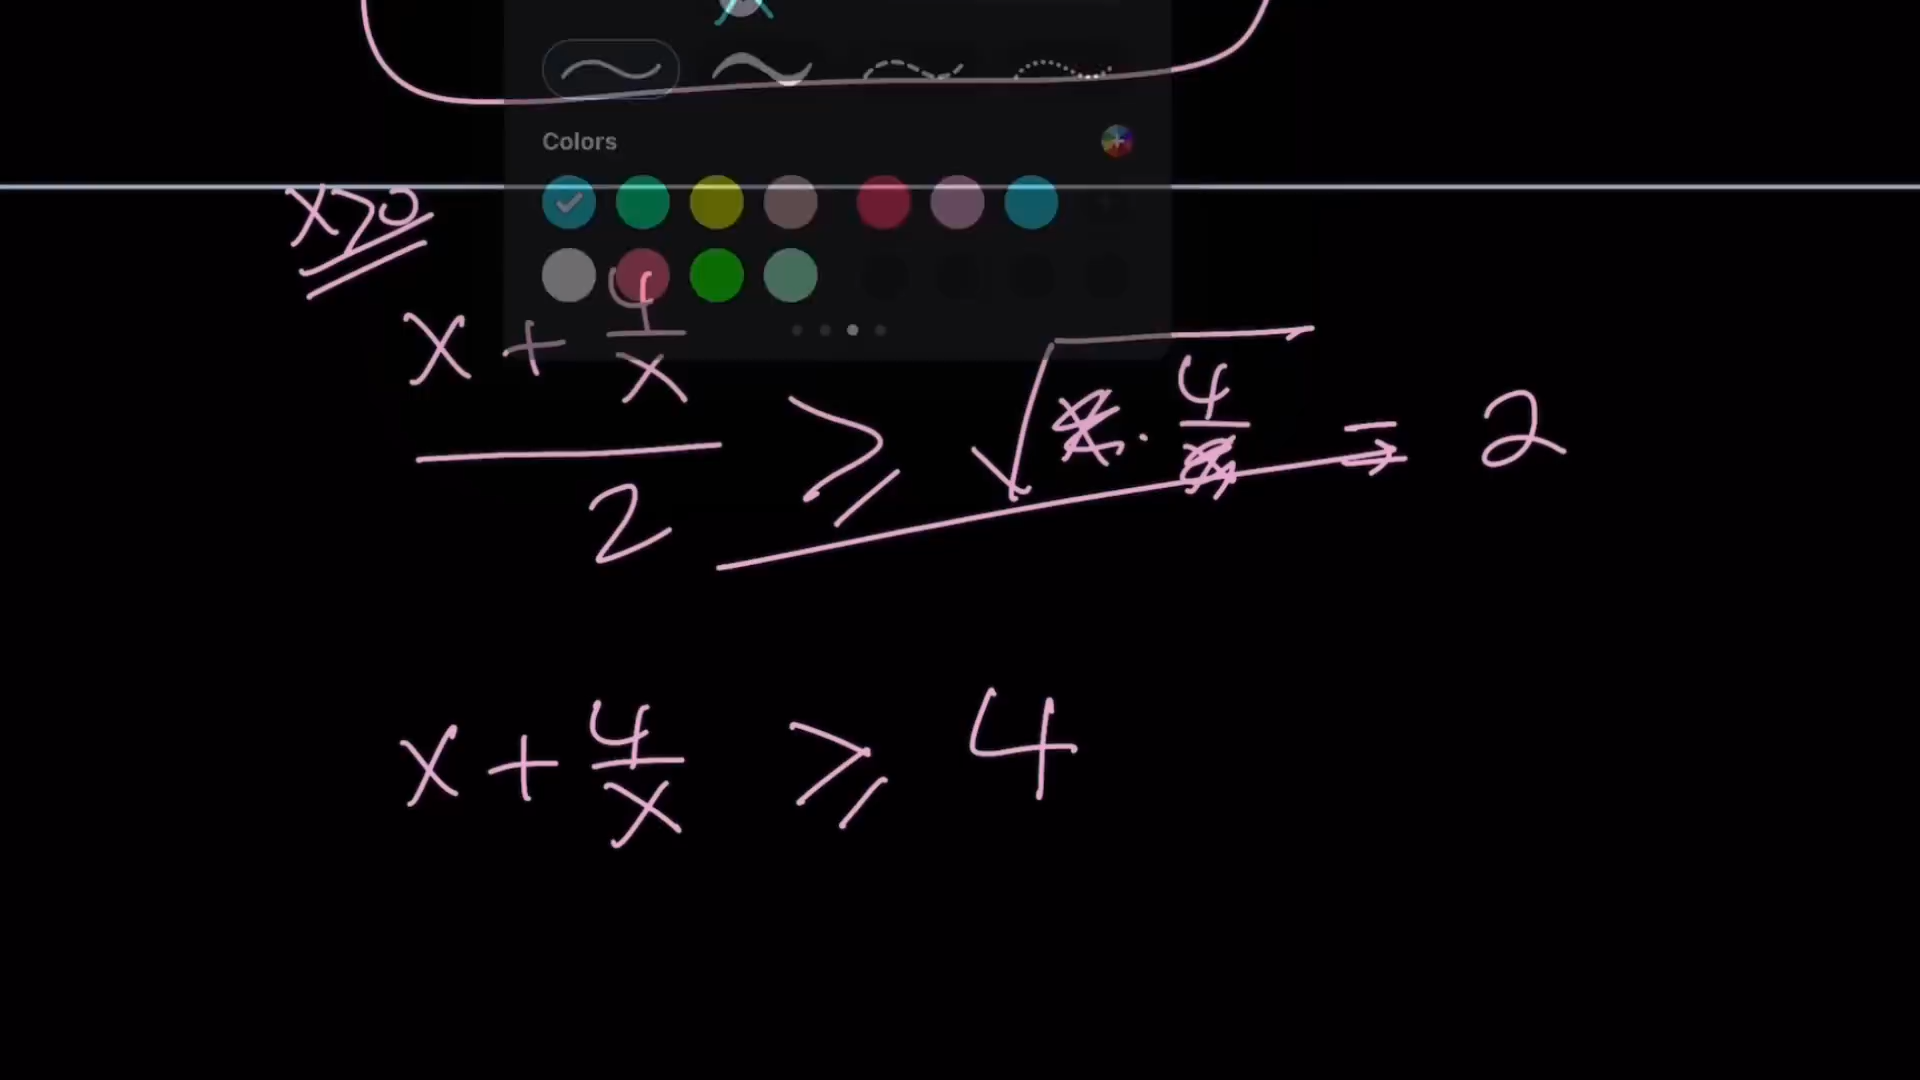 Colors
x>0
x + 4/x
――― ≥ √(x · 4/x) = 2
2
x + 4/x ≥ 4